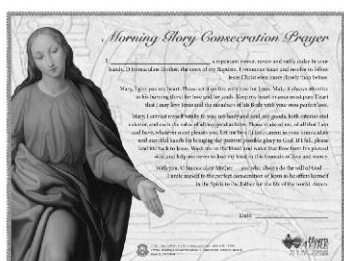 Morning Glory Consecration Prayer
I, ____________, a repentant sinner, renew and ratify today in your
hands, O Immaculate Mother, the vows of my Baptism. I renounce Satan and resolve to follow
Jesus Christ even more closely than before.
Mary, I give you my heart. Please set it on fire with love for Jesus. Make it always attentive
to his burning thirst for love and for souls. Keep my heart in your most pure Heart
that I may love Jesus and the members of his Body with your own perfect love.
Mary, I entrust myself totally to you: my body and soul, my goods, both interior and
exterior, and even the value of all my good actions. Please make of me, of all that I am
and have, whatever most pleases you. Let me be a fit instrument in your immaculate
and merciful hands for bringing the greatest possible glory to God. If I fall, please
lead me back to Jesus. Wash me in the blood and water that flow from his pierced
side, and help me never to lose my trust in this fountain of love and mercy.
With you, O Immaculate Mother — you who always do the will of God —
I unite myself to the perfect consecration of Jesus as he offers himself
in the Spirit to the Father for the life of the world. Amen.
Date